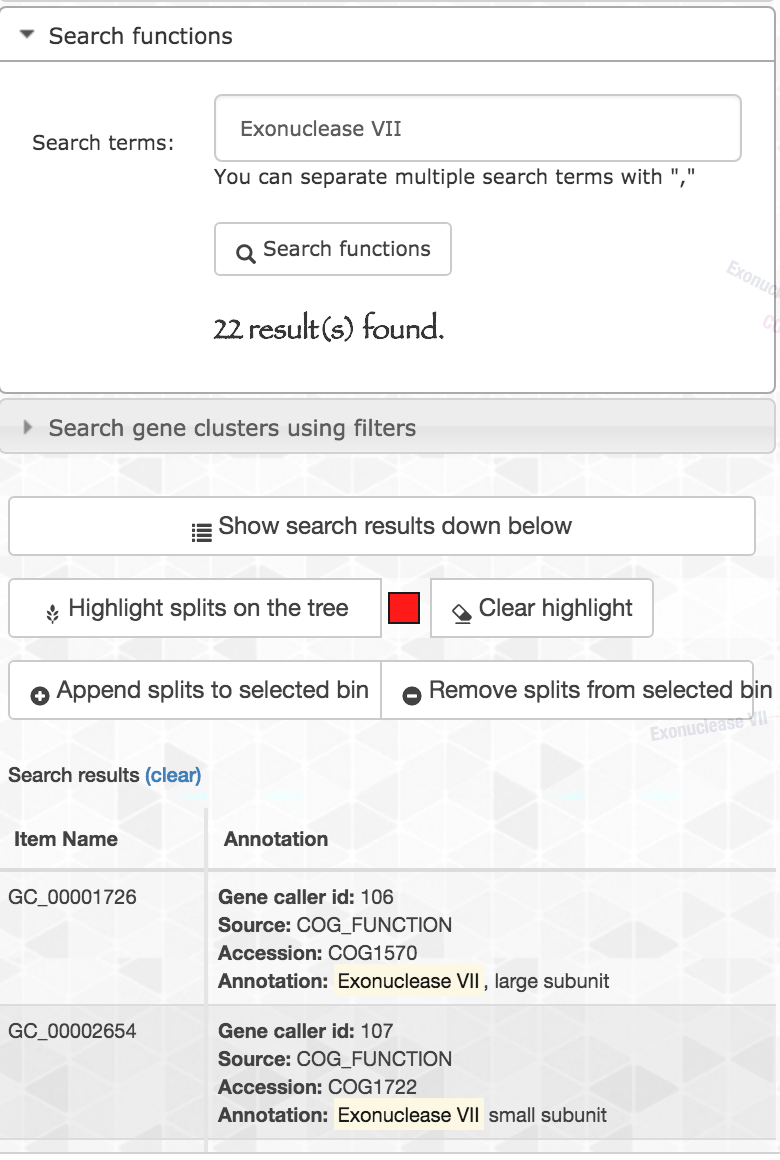 Search functions
Search terms:
Exonuclease VII
You can separate multiple search terms with ","
Search functions
22 result(s) found.
Search gene clusters using filters
Show search results down below
Highlight splits on the tree
Clear highlight
Append splits to selected bin
Remove splits from selected bin
Exonuclease VII
Search results (clear)
Item Name
Annotation
GC_00001726
Gene caller id: 106
Source: COG_FUNCTION
Accession: COG1570
Annotation: Exonuclease VII, large subunit
GC_00002654
Gene caller id: 107
Source: COG_FUNCTION
Accession: COG1722
Annotation: Exonuclease VII small subunit